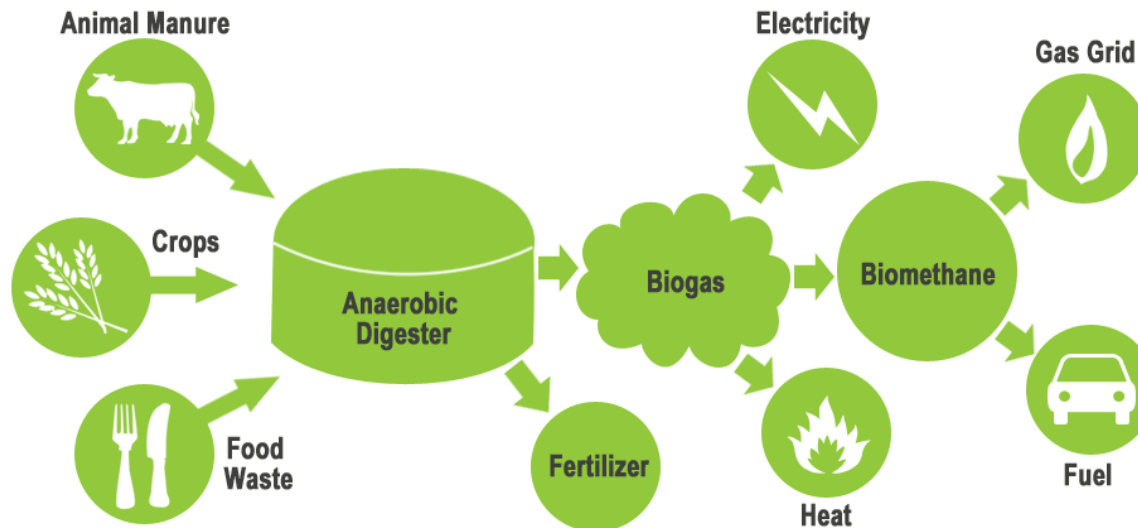 Animal Manure
Electricity
Gas Grid
Crops
Anaerobic
Digester
Biogas
Biomethane
Food
Waste
Fertilizer
Heat
Fuel